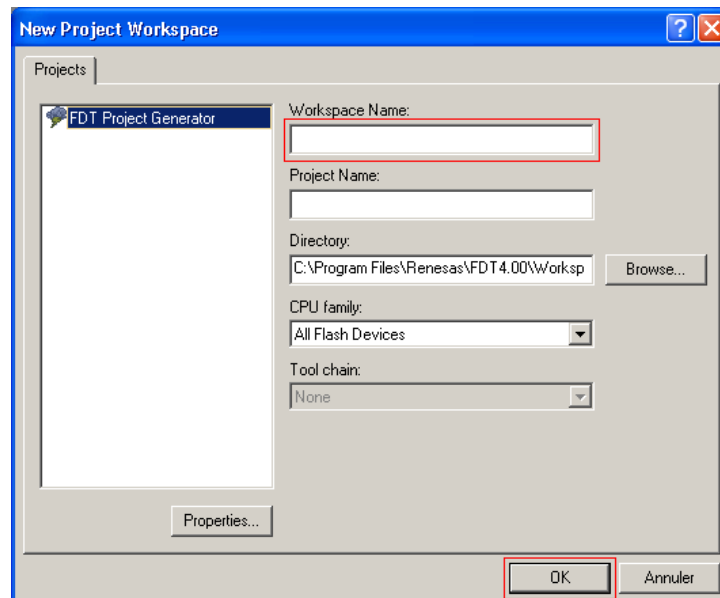 New Project Workspace
Projects
FDT Project Generator
Workspace Name:
Project Name:
Directory:
C:\Program Files\Renesas\FDT4.00\Worksp
Browse...
CPU family:
All Flash Devices
Tool chain:
None
Properties...
OK
Annuler